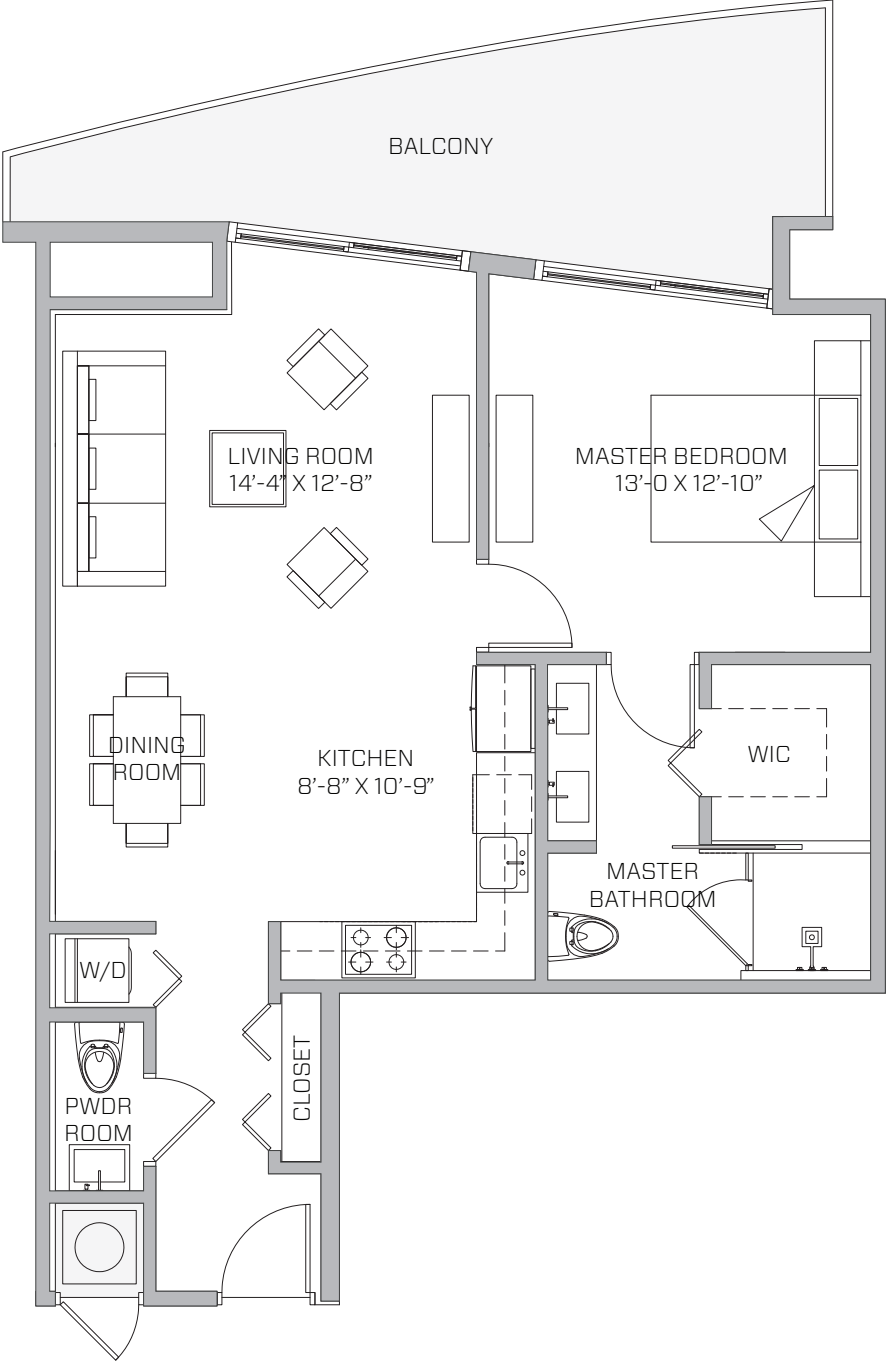 BALCONY
LIVING ROOM
14'-4" X 12'-8"
MASTER BEDROOM
13'-0 X 12'-10"
DINING
ROOM
KITCHEN
8'-8" X 10'-9"
WIC
MASTER
BATHROOM
W/D
CLOSET
PWDR
ROOM